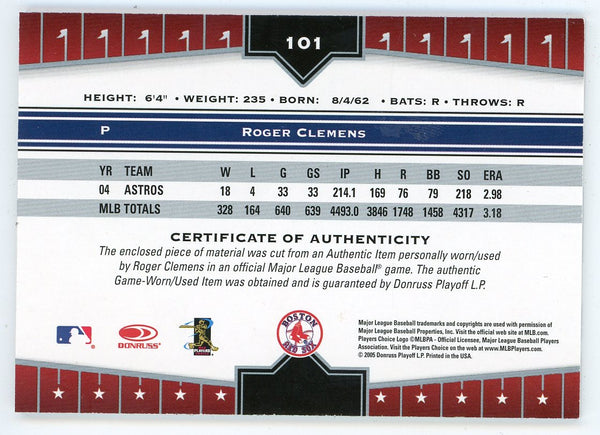 101
HEIGHT: 6'4" • WEIGHT: 235 • BORN: 8/4/62 • BATS: R • THROWS: R
P ROGER CLEMENS
YR TEAM W L G GS IP H R BB SO ERA
04 ASTROS 18 4 33 33 214.1 169 76 79 218 2.98
MLB TOTALS 328 164 640 639 4493.0 3846 1748 1458 4317 3.18
CERTIFICATE OF AUTHENTICITY
The enclosed piece of material was cut from an Authentic Item personally worn/used
by Roger Clemens in an official Major League Baseball® game. The authentic
Game-Worn/Used Item was obtained and is guaranteed by Donruss Playoff L.P.
DONRUSS
PLAYERS
BOSTON
RED SOX
Major League Baseball trademarks and copyrights are used with permission of
Major League Baseball Properties, Inc. Visit the official web site at MLB.com.
Players Choice Logo ©MLBPA - Official Licensee, Major League Baseball Players
Association. Visit the Players Choice on the web at www.MLBPlayers.com.
© 2005 Donruss Playoff L.P. Printed in the USA.